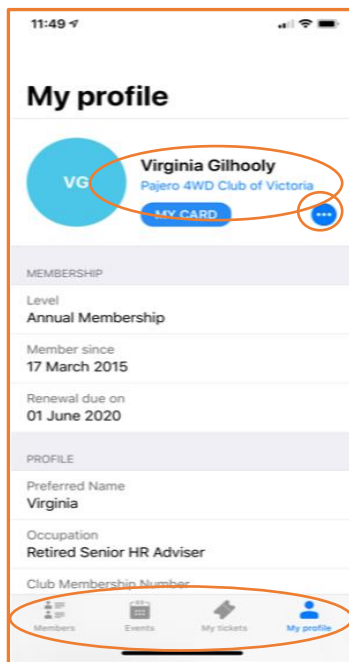 11:49
My profile
VG
Virginia Gilhooly
Pajero 4WD Club of Victoria
MY CARD
MEMBERSHIP
Level
Annual Membership
Member since
17 March 2015
Renewal due on
01 June 2020
PROFILE
Preferred Name
Virginia
Occupation
Retired Senior HR Adviser
Club Membership Number
Members Events My tickets My profile